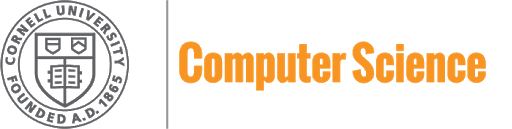 CORNELL UNIVERSITY
FOUNDED A.D. 1865
Computer Science